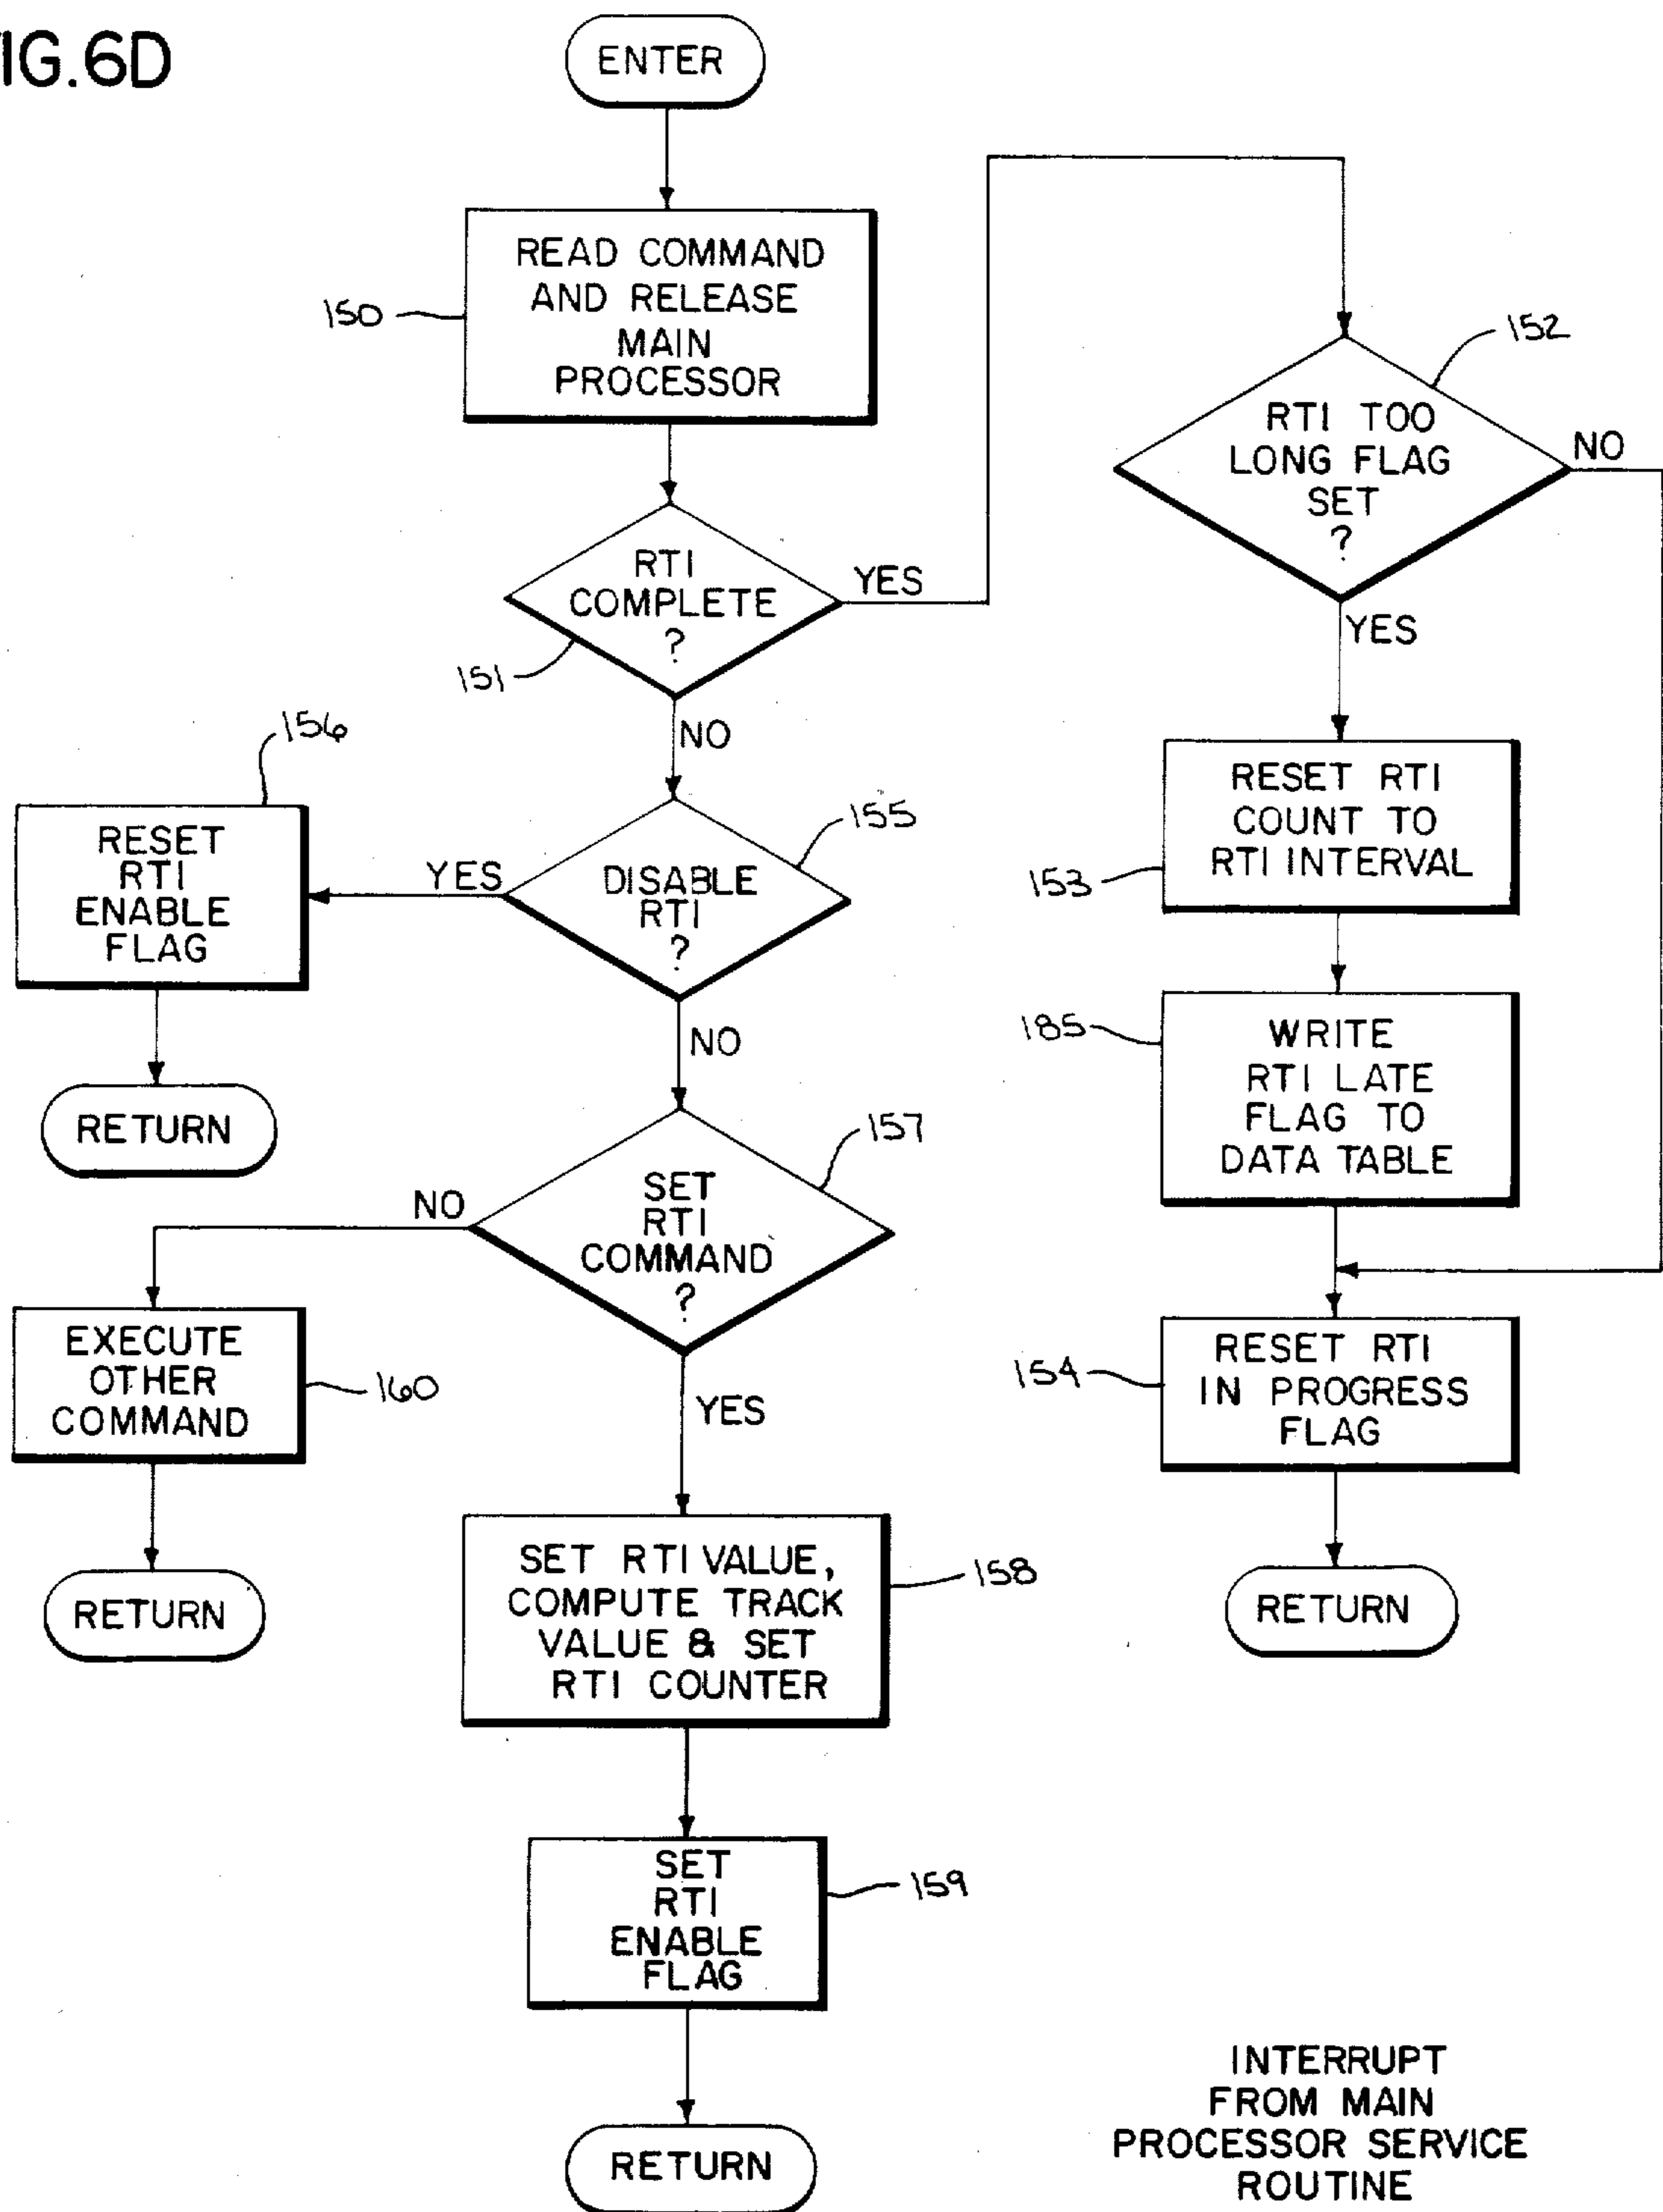 IG.6D
ENTER
READ COMMAND
AND RELEASE
MAIN
PROCESSOR
150
RTI
COMPLETE
?
151
YES
NO
152
RTI TOO
LONG FLAG
SET
?
NO
YES
RESET RTI
COUNT TO
RTI INTERVAL
153
185
WRITE
RTI LATE
FLAG TO
DATA TABLE
154
RESET RTI
IN PROGRESS
FLAG
RETURN
155
DISABLE
RTI
?
YES
NO
156
RESET
RTI
ENABLE
FLAG
RETURN
157
SET
RTI
COMMAND
?
NO
YES
EXECUTE
OTHER
COMMAND
160
RETURN
SET RTI VALUE,
COMPUTE TRACK
VALUE & SET
RTI COUNTER
158
SET
RTI
ENABLE
FLAG
159
RETURN
INTERRUPT
FROM MAIN
PROCESSOR SERVICE
ROUTINE